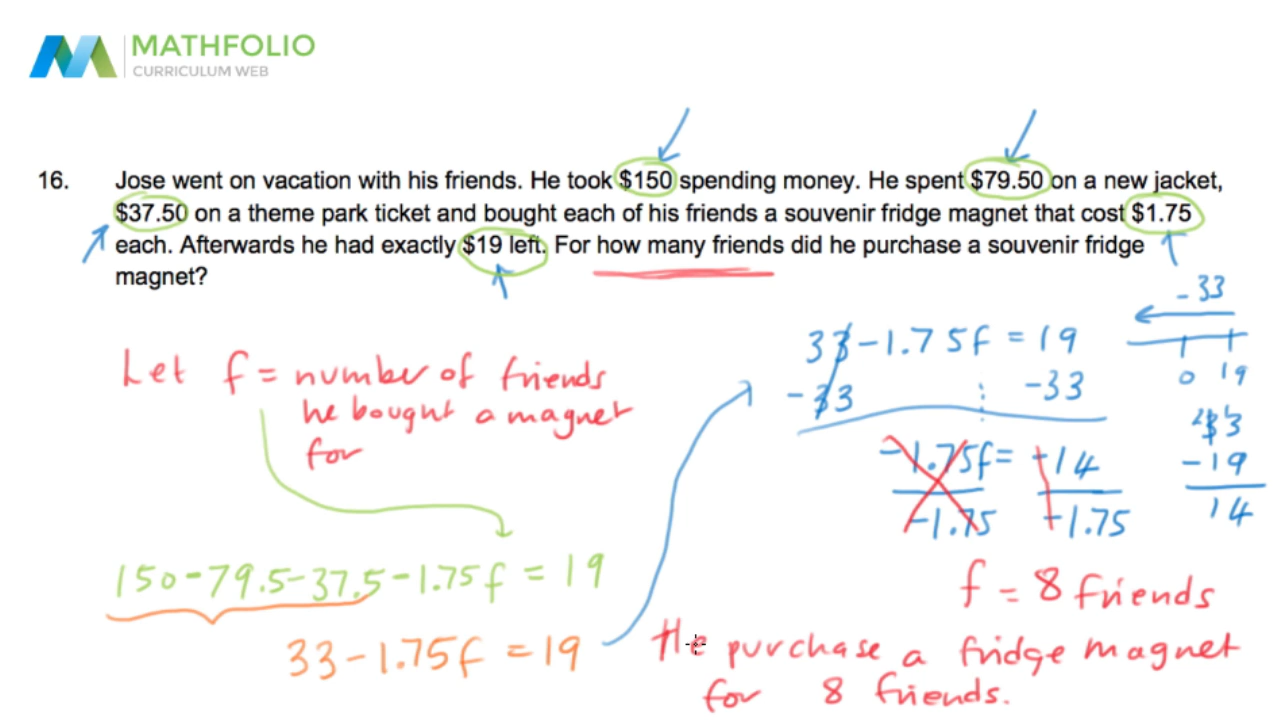 MATHFOLIO
CURRICULUM WEB
16. Jose went on vacation with his friends. He took $150 spending money. He spent $79.50 on a new jacket,
$37.50 on a theme park ticket and bought each of his friends a souvenir fridge magnet that cost $1.75
each. Afterwards he had exactly $19 left. For how many friends did he purchase a souvenir fridge
magnet?
Let f = number of friends
he bought a magnet
for
150-79.5-37.5-1.75f = 19
33-1.75f = 19
33-1.75f = 19
-33 -33
-1.75f = -14
-1.75 -1.75
f = 8 friends
He purchase a fridge magnet
for 8 friends.
-33
0 19
33
-19
14